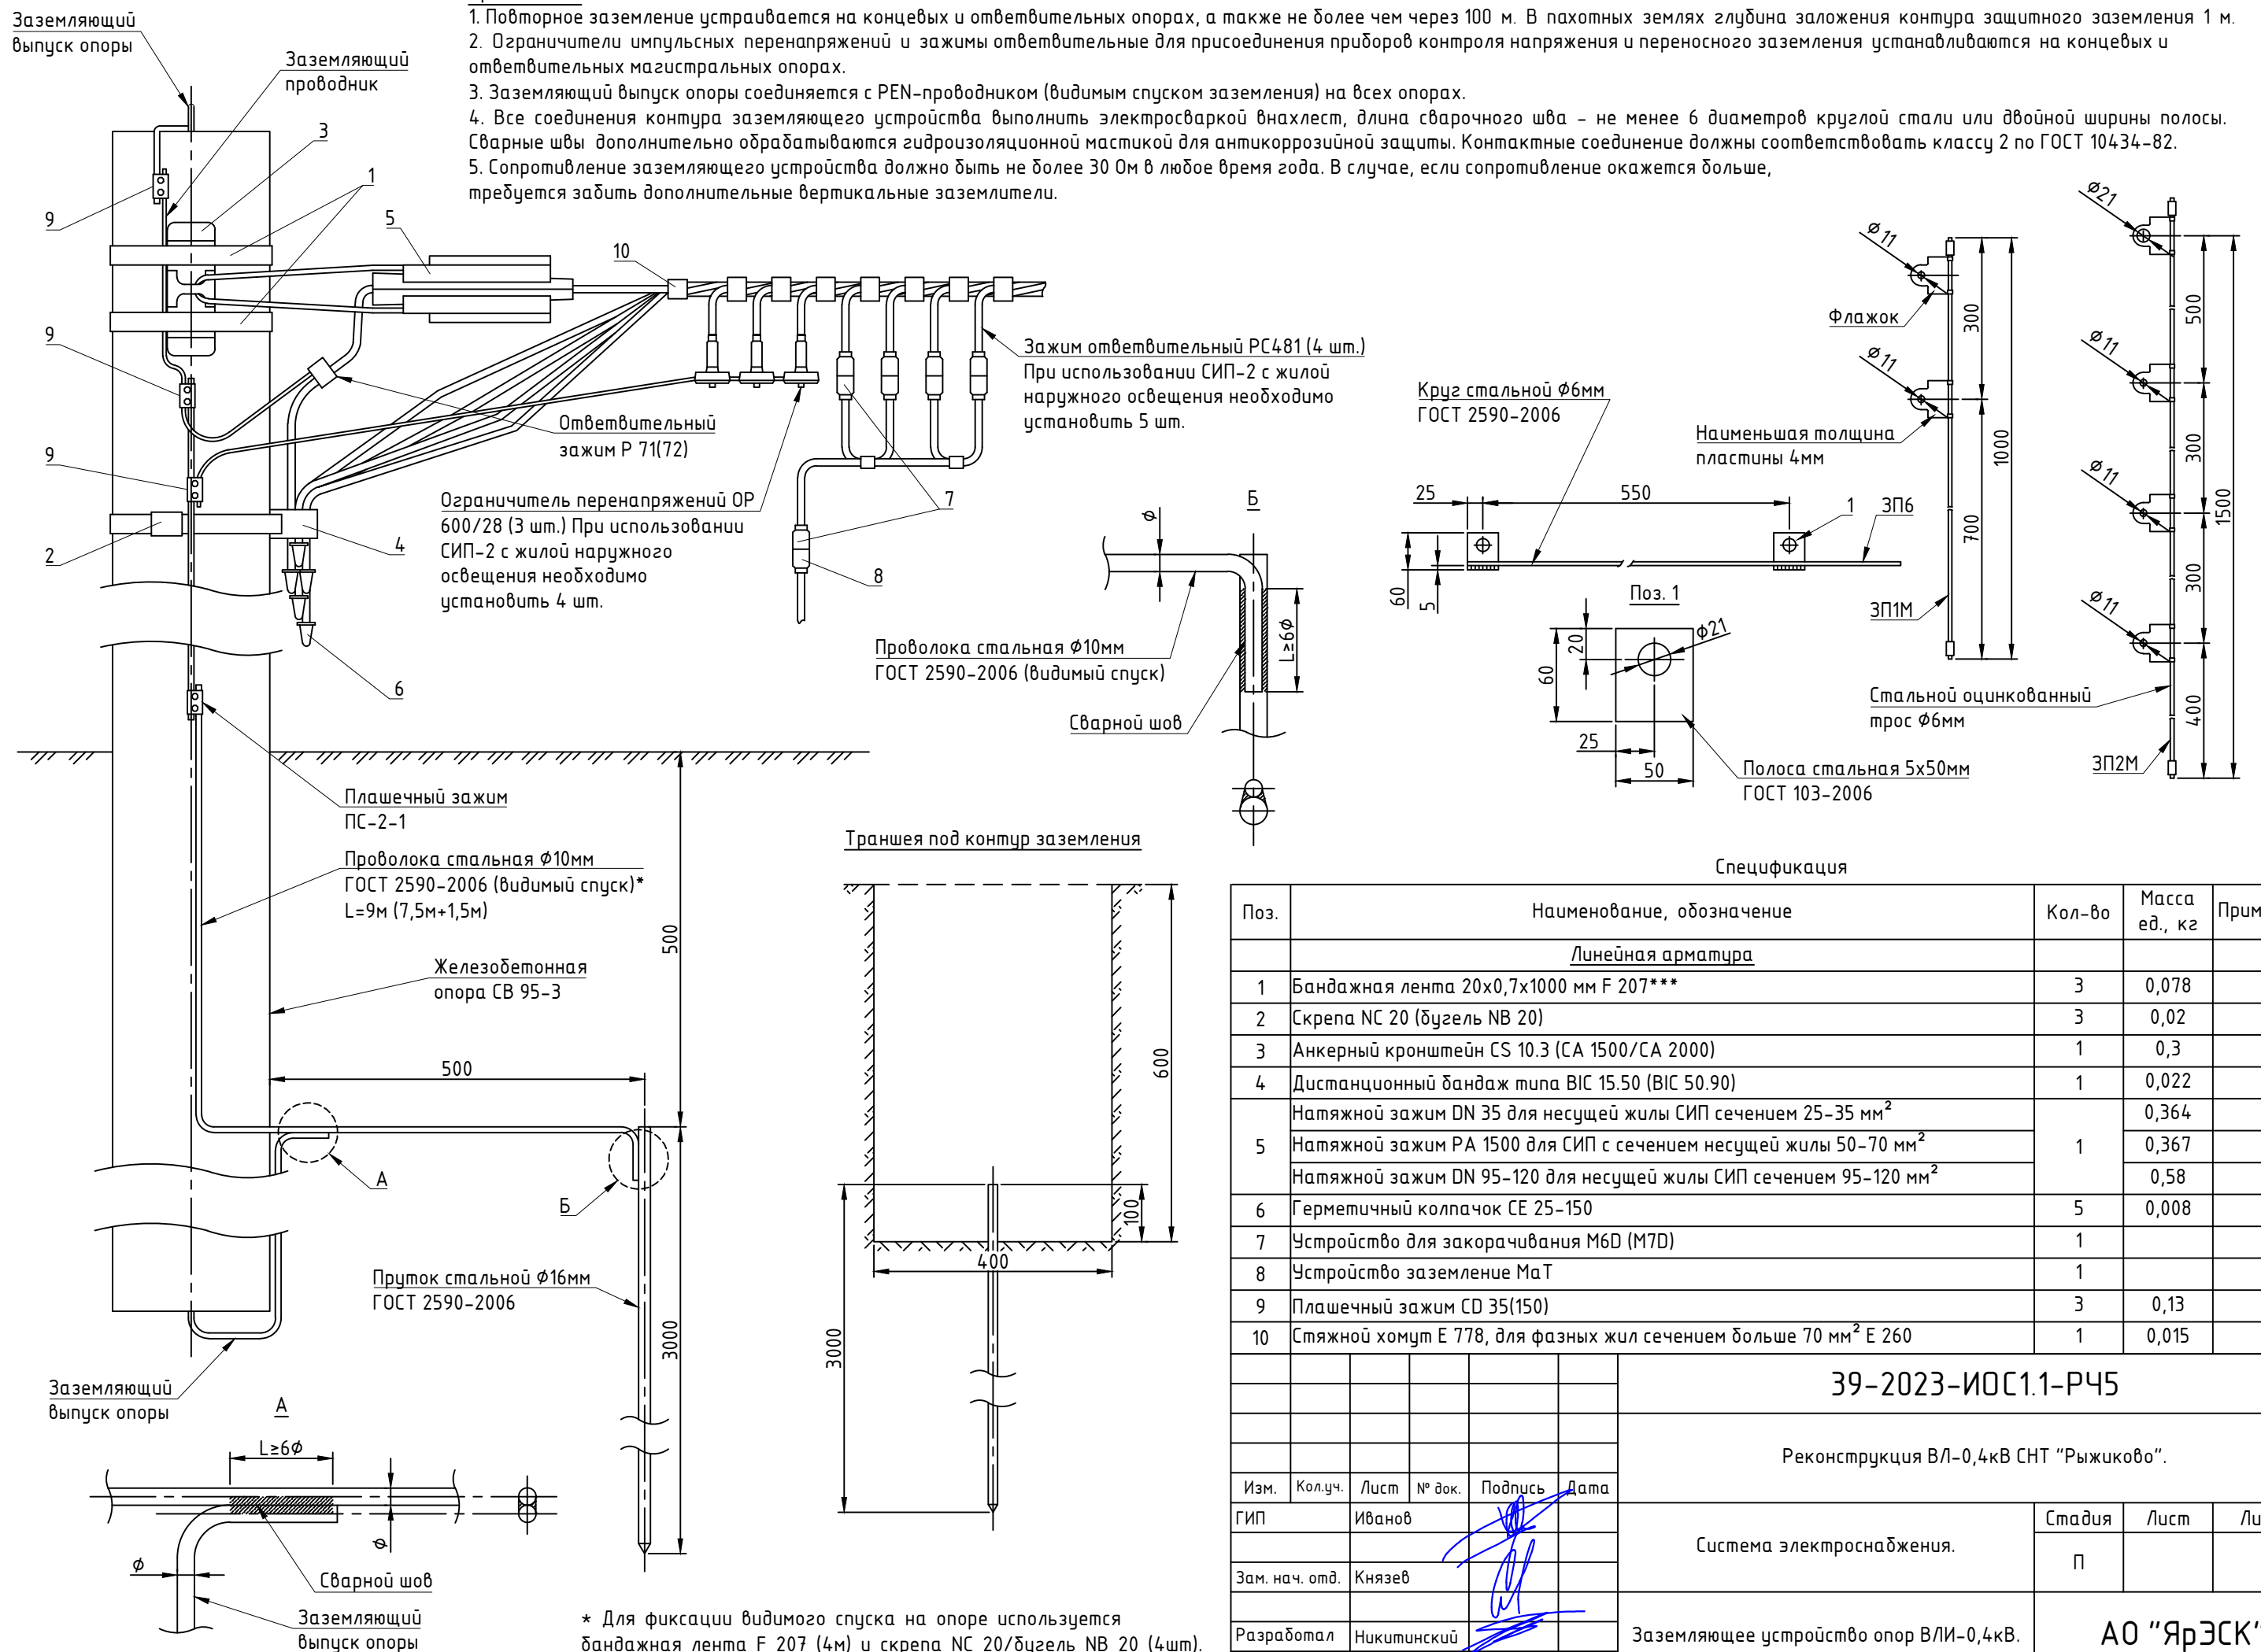 1. Повторное заземление устраивается на концевых и ответвительных опорах, а также не более чем через 100 м. В пахотных землях глубина заложения контура защитного заземления 1 м.
2. Ограничители импульсных перенапряжений и зажимы ответвительные для присоединения приборов контроля напряжения и переносного заземления устанавливаются на концевых и
ответвительных магистральных опорах.
3. Заземляющий выпуск опоры соединяется с PEN-проводником (видимым спуском заземления) на всех опорах.
4. Все соединения контура заземляющего устройства выполнить электросваркой внахлест, длина сварочного шва - не менее 6 диаметров круглой стали или двойной ширины полосы.
Сварные швы дополнительно обрабатываются гидроизоляционной мастикой для антикоррозийной защиты. Контактные соединение должны соответствовать классу 2 по ГОСТ 10434-82.
5. Сопротивление заземляющего устройства должно быть не более 30 Ом в любое время года. В случае, если сопротивление окажется больше,
требуется забить дополнительные вертикальные заземлители.
Заземляющий
выпуск опоры
Заземляющий
проводник
3
1
9
5
10
9
9
2
4
6
Ответвительный
зажим Р 71(72)
Ограничитель перенапряжений ОР
600/28 (3 шт.) При использовании
СИП-2 с жилой наружного
освещения необходимо
установить 4 шт.
Зажим ответвительный РС481 (4 шт.)
При использовании СИП-2 с жилой
наружного освещения необходимо
установить 5 шт.
7
8
Б
ϕ
L≥6ϕ
Проволока стальная ϕ10мм
ГОСТ 2590-2006 (видимый спуск)
Сварной шов
Круг стальной ϕ6мм
ГОСТ 2590-2006
25
550
1
ЗП6
60
5
Поз. 1
20
60
ϕ21
25
50
Полоса стальная 5х50мм
ГОСТ 103-2006
ϕ11
Флажок
ϕ11
Наименьшая толщина
пластины 4мм
300
700
1000
ЗП1М
ϕ21
ϕ11
ϕ11
ϕ11
500
300
300
400
1500
Стальной оцинкованный
трос ϕ6мм
ЗП2М
Плашечный зажим
ПС-2-1
Проволока стальная ϕ10мм
ГОСТ 2590-2006 (видимый спуск)*
L=9м (7,5м+1,5м)
Железобетонная
опора СВ 95-3
500
500
А
Б
Пруток стальной ϕ16мм
ГОСТ 2590-2006
3000
Заземляющий
выпуск опоры
А
L≥6ϕ
ϕ
ϕ
Сварной шов
Заземляющий
выпуск опоры
Траншея под контур заземления
600
100
400
3000
* Для фиксации видимого спуска на опоре используется
бандажная лента F 207 (4м) и скрепа NC 20/бугель NB 20 (4шт).
Спецификация
Поз. Наименование, обозначение Кол-во Масса ед., кг Прим
Линейная арматура
1 Бандажная лента 20х0,7х1000 мм F 207*** 3 0,078
2 Скрепа NC 20 (бугель NB 20) 3 0,02
3 Анкерный кронштейн CS 10.3 (СА 1500/СА 2000) 1 0,3
4 Дистанционный бандаж типа BIC 15.50 (BIC 50.90) 1 0,022
Натяжной зажим DN 35 для несущей жилы СИП сечением 25-35 мм² 0,364
5 Натяжной зажим РА 1500 для СИП с сечением несущей жилы 50-70 мм² 1 0,367
Натяжной зажим DN 95-120 для несущей жилы СИП сечением 95-120 мм² 0,58
6 Герметичный колпачок СЕ 25-150 5 0,008
7 Устройство для закорачивания M6D (M7D) 1
8 Устройство заземление МаТ 1
9 Плашечный зажим CD 35(150) 3 0,13
10 Стяжной хомут Е 778, для фазных жил сечением больше 70 мм² Е 260 1 0,015
39-2023-ИОС1.1-РЧ5
Реконструкция ВЛ-0,4кВ СНТ "Рыжиково".
Изм. Кол.уч. Лист № док. Подпись Дата
ГИП Иванов
Система электроснабжения.
Стадия Лист Ли
П
Зам. нач. отд. Князев
Разработал Никитинский
Заземляющее устройство опор ВЛИ-0,4кВ.
АО "ЯрЭСК"